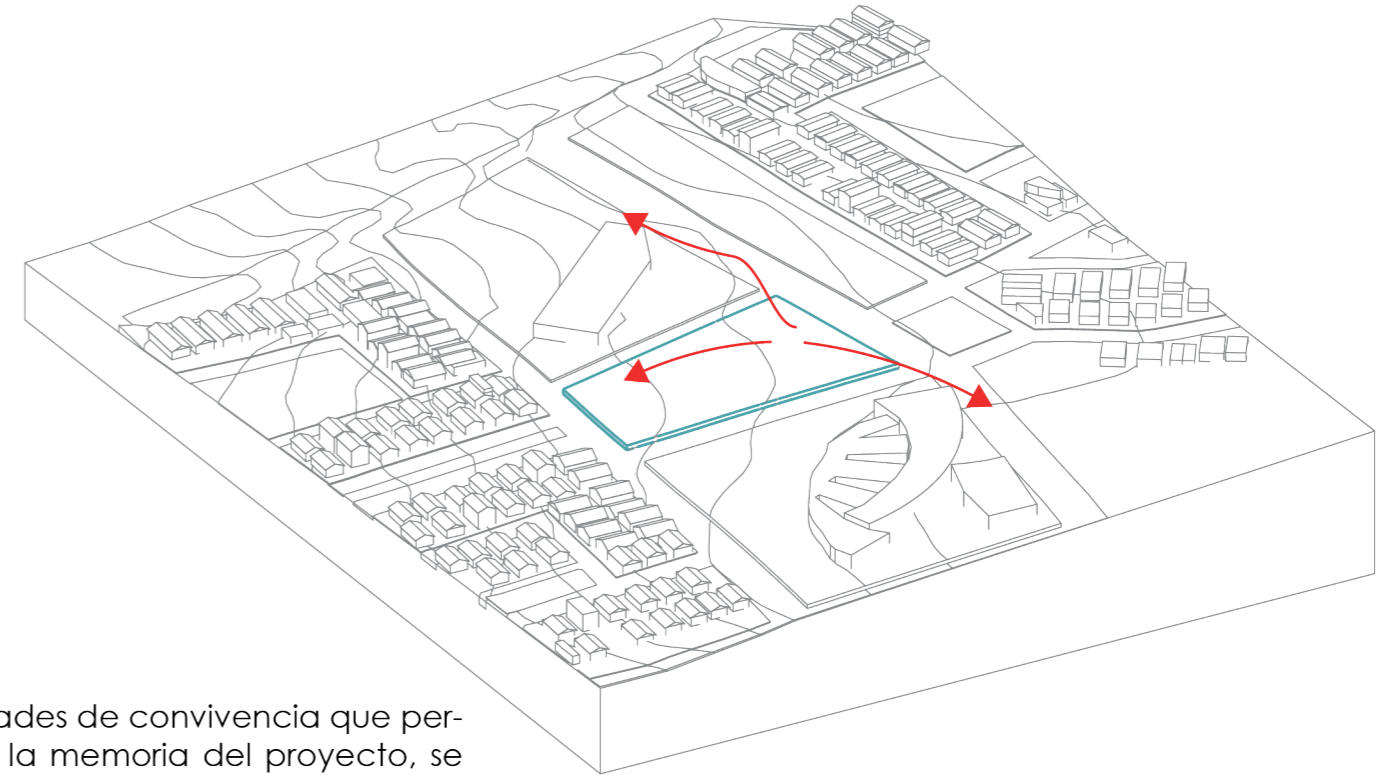 ades de convivencia que per-
la memoria del proyecto, se